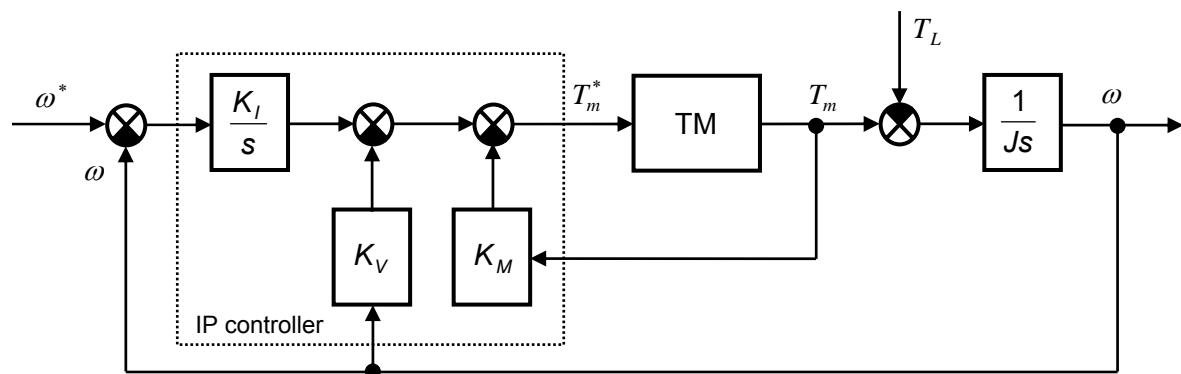 T_L
ω*
K_I
s
T_m^*
TM
T_m
1
Js
ω
ω
K_V
K_M
IP controller